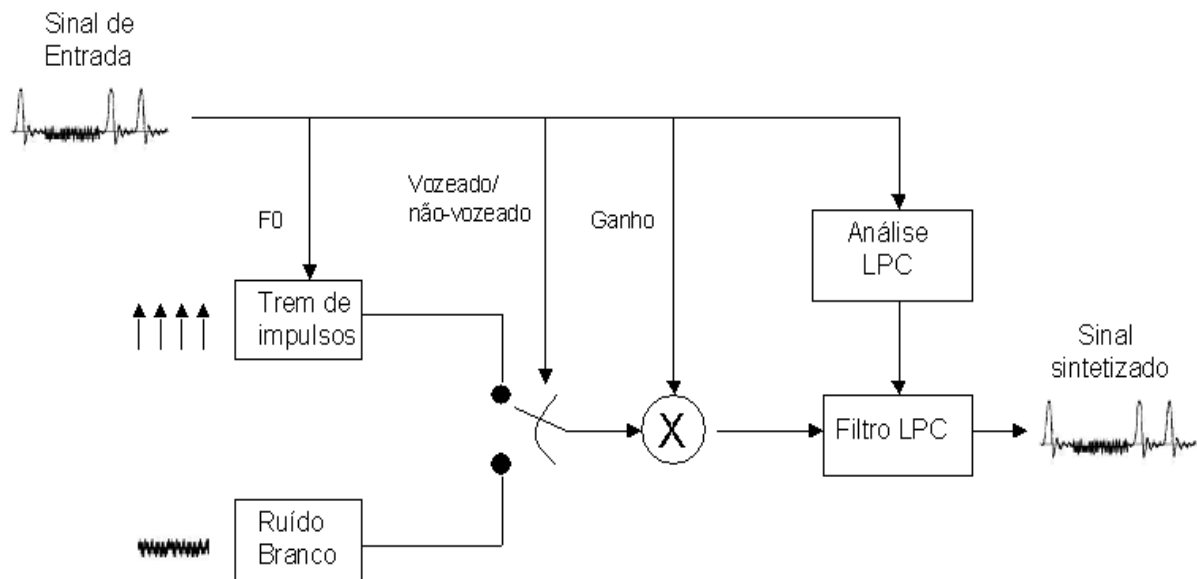 Sinal de
Entrada
Vozeado/
não-vozeado
F0
Ganho
Análise
LPC
Trem de
impulsos
Sinal
sintetizado
X
Filtro LPC
Ruído
Branco